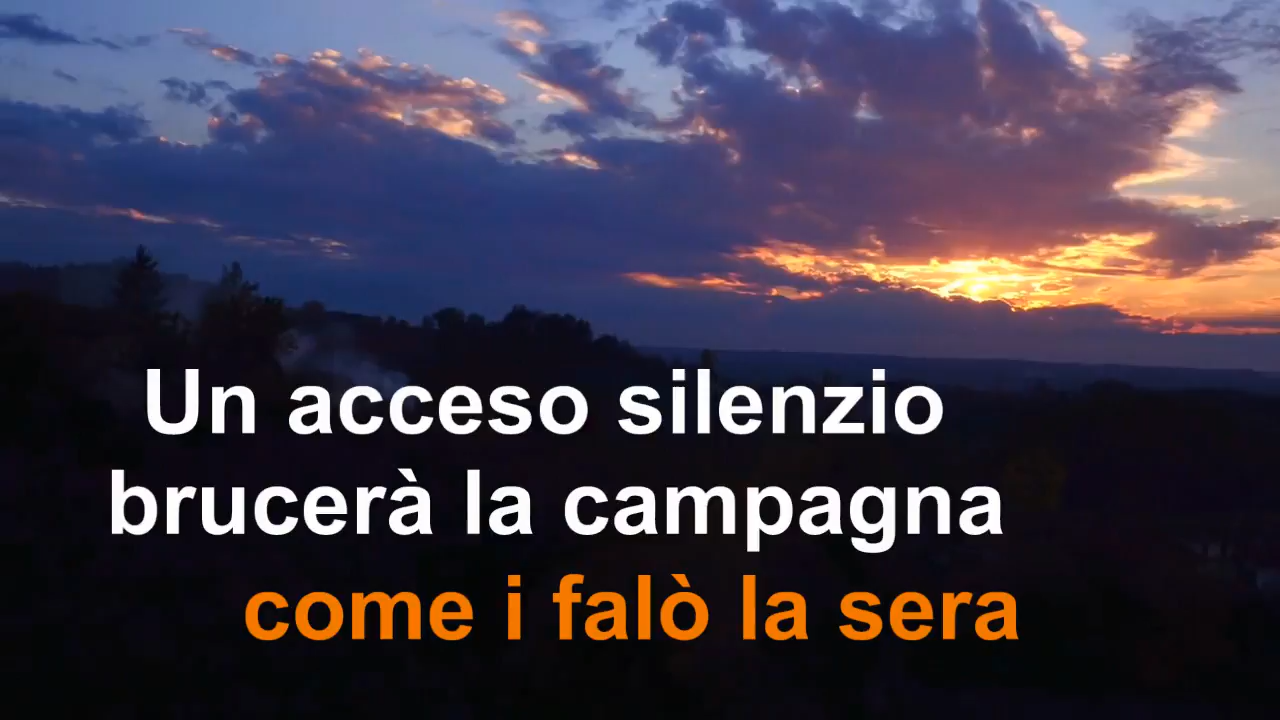 Un acceso silenzio
brucerà la campagna
come i falò la sera